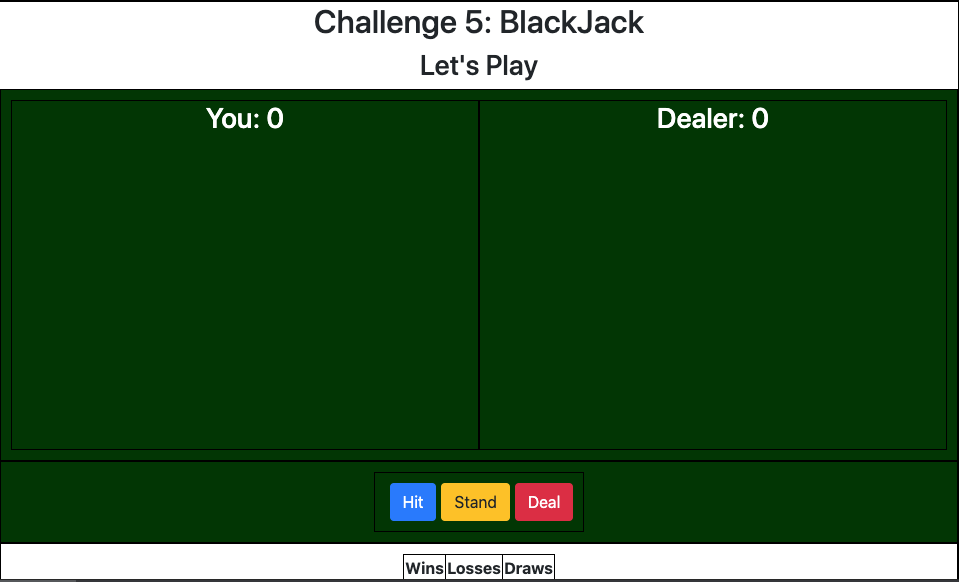 Challenge 5: BlackJack
Let's Play
You: 0
Dealer: 0
Hit Stand Deal
Wins Losses Draws